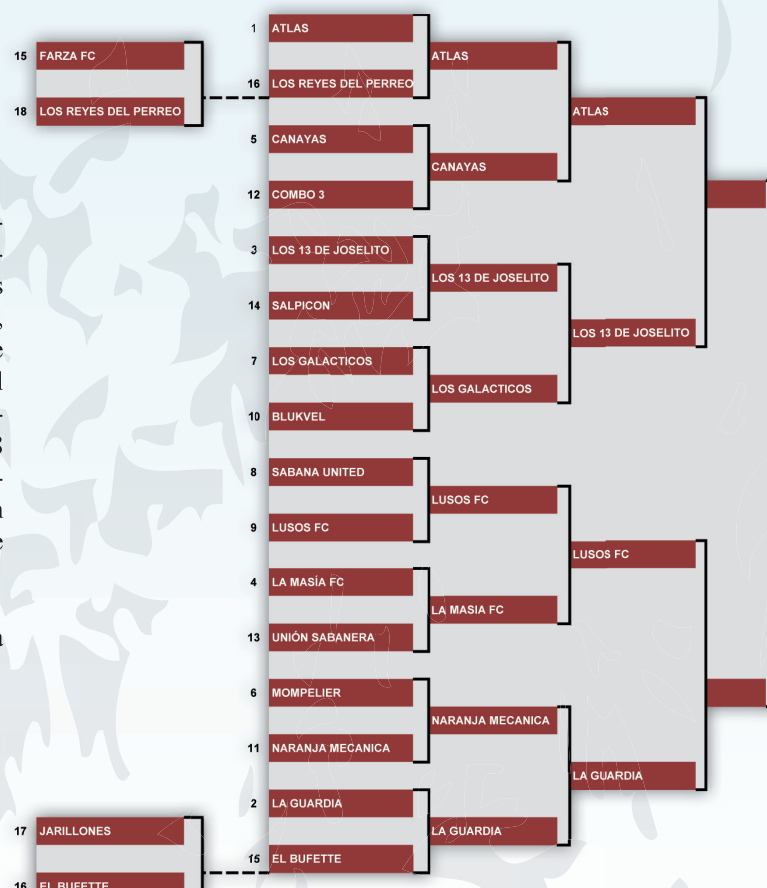 15 FARZA FC
18 LOS REYES DEL PERREO
17 JARILLONES
16 EL BUFETTE
1 ATLAS
16 LOS REYES DEL PERREO
5 CANAYAS
12 COMBO 3
3 LOS 13 DE JOSELITO
14 SALPICON
7 LOS GALACTICOS
10 BLUKVEL
8 SABANA UNITED
9 LUSOS FC
4 LA MASÍA FC
13 UNIÓN SABANERA
6 MOMPELIER
11 NARANJA MECANICA
2 LA GUARDIA
15 EL BUFETTE
ATLAS
CANAYAS
LOS 13 DE JOSELITO
LOS GALACTICOS
LUSOS FC
LA MASIA FC
NARANJA MECANICA
LA GUARDIA
ATLAS
LOS 13 DE JOSELITO
LUSOS FC
LA GUARDIA